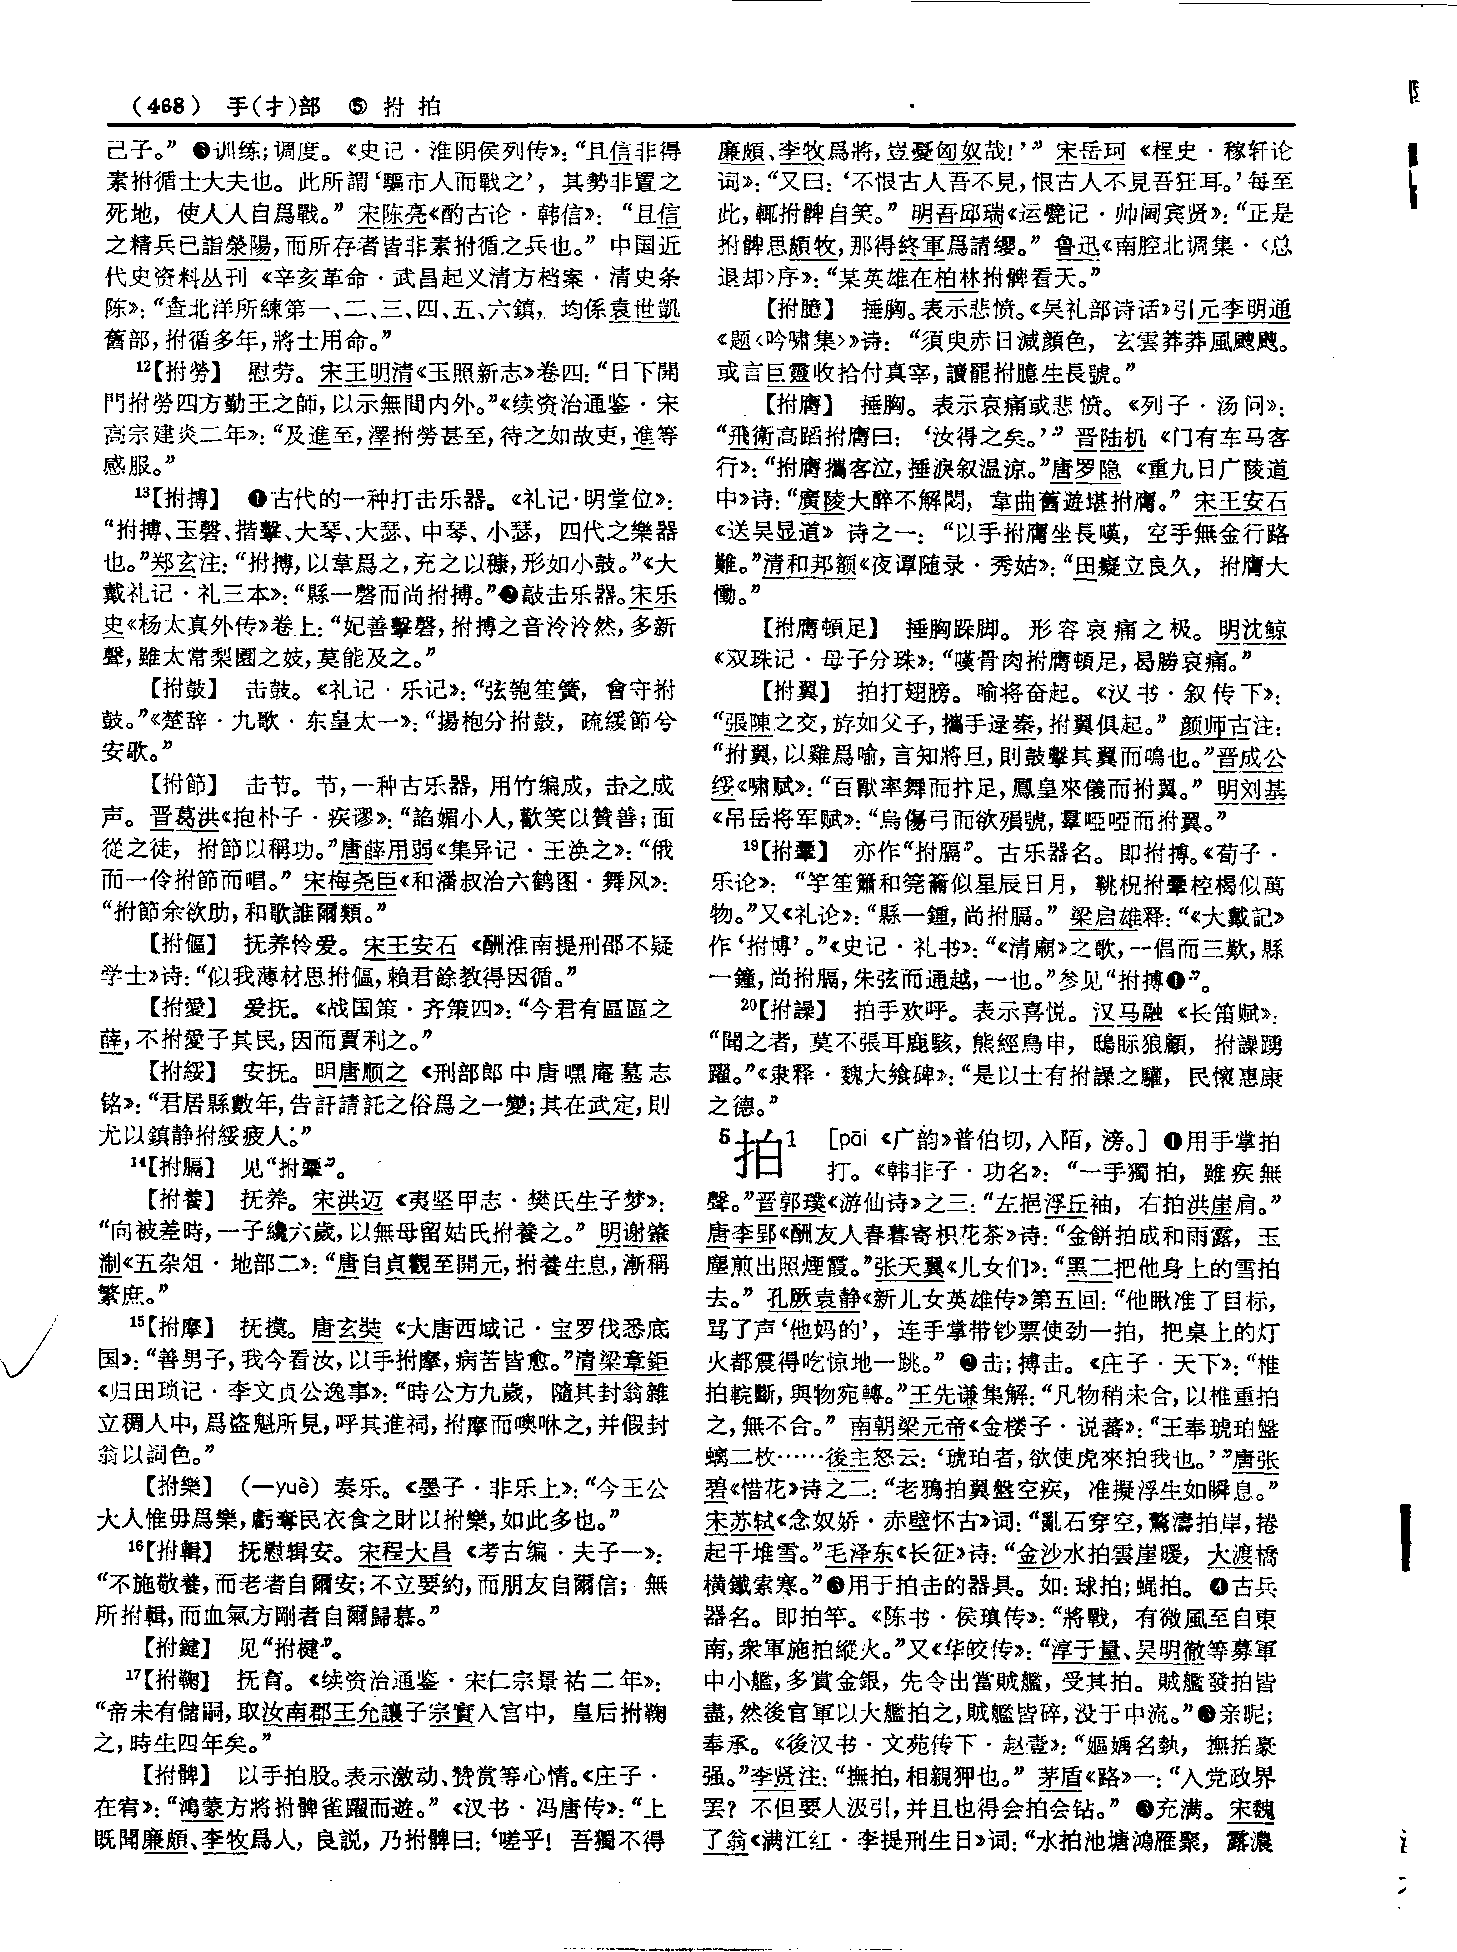 （468） 手(扌)部 ⑤ 拊 拍
己子。”❸训练；调度。《史记·淮阴侯列传》：“且信非得
素拊循士大夫也。此所謂‘驅市人而戰之’，其勢非置之
死地，使人人自爲戰。”宋陈亮《酌古论·韩信》：“且信
之精兵已詣滎陽，而所存者皆非素拊循之兵也。”中国近
代史资料丛刊《辛亥革命·武昌起义清方档案·清史条
陈》：“查北洋所練第一、二、三、四、五、六鎮，均係袁世凱
舊部，拊循多年，將士用命。”
12【拊勞】 慰劳。宋王明清《玉照新志》卷四：“日下開
門拊勞四方勤王之師，以示無間内外。”《续资治通鉴·宋
高宗建炎二年》：“及進至，澤拊勞甚至，待之如故吏，進等
感服。”
13【拊搏】 ❶古代的一种打击乐器。《礼记·明堂位》：
“拊搏、玉磬、揩擊、大琴、大瑟、中琴、小瑟，四代之樂器
也。”郑玄注：“拊搏，以韋爲之，充之以穅，形如小鼓。”《大
戴礼记·礼三本》：“縣一磬而尚拊搏。”❷敲击乐器。宋乐
史《杨太真外传》卷上：“妃善擊磬，拊搏之音泠泠然，多新
聲，雖太常梨園之妓，莫能及之。”
【拊鼓】 击鼓。《礼记·乐记》：“弦匏笙簧，會守拊
鼓。”《楚辞·九歌·东皇太一》：“揚枹兮拊鼓，疏緩節兮
安歌。”
【拊節】 击节。节，一种古乐器，用竹编成，击之成
声。晋葛洪《抱朴子·疾谬》：“諂媚小人，歡笑以贊善；面
從之徒，拊節以稱功。”唐薛用弱《集异记·王涣之》：“俄
而一伶拊節而唱。”宋梅尧臣《和潘叔治六鹤图·舞风》：
“拊節余欲助，和歌誰爾類。”
【拊傴】 抚养怜爱。宋王安石《酬淮南提刑邵不疑
学士》诗：“似我薄材思拊傴，賴君餘教得因循。”
【拊愛】 爱抚。《战国策·齐策四》：“今君有區區之
薛，不拊愛子其民，因而賈利之。”
【拊綏】 安抚。明唐顺之《刑部郎中唐嘿庵墓志
铭》：“君居縣數年，告訐請託之俗爲之一變；其在武定，則
尤以鎮静拊綏疲人。”
14【拊膈】 见“拊鞷”。
【拊養】 抚养。宋洪迈《夷坚甲志·樊氏生子梦》：
“向被差時，一子纔六歲，以無母留姑氏拊養之。”明谢肇
淛《五杂俎·地部二》：“唐自貞觀至開元，拊養生息，漸稱
繁庶。”
15【拊摩】 抚摸。唐玄奘《大唐西域记·宝罗伐悉底
国》：“善男子，我今看汝，以手拊摩，病苦皆愈。”清梁章鉅
《归田琐记·李文贞公逸事》：“時公方九歲，隨其封翁雜
立稠人中，爲盗魁所見，呼其進祠，拊摩而噢咻之，并假封
翁以詞色。”
【拊樂】 （—yuè）奏乐。《墨子·非乐上》：“今王公
大人惟毋爲樂，虧奪民衣食之財以拊樂，如此多也。”
16【拊輯】 抚慰辑安。宋程大昌《考古编·夫子一》：
“不施敬養，而老者自爾安；不立要約，而朋友自爾信；無
所拊輯，而血氣方剛者自爾歸慕。”
【拊鍵】 见“拊楗”。
17【拊鞠】 抚育。《续资治通鉴·宋仁宗景祐二年》：
“帝未有儲嗣，取汝南郡王允讓子宗實入宫中，皇后拊鞠
之，時生四年矣。”
【拊髀】 以手拍股。表示激动、赞赏等心情。《庄子·
在宥》：“鸿蒙方將拊髀雀躍而遊。”《汉书·冯唐传》：“上
既聞廉頗、李牧爲人，良説，乃拊髀曰：‘嗟乎！吾獨不得
廉頗、李牧爲將，豈憂匈奴哉！’”宋岳珂《桯史·稼轩论
词》：“又曰：‘不恨古人吾不見，恨古人不見吾狂耳。’每至
此，輒拊髀自笑。”明吾邱瑞《运甓记·帅阃宾贤》：“正是
拊髀思頗牧，那得終軍爲請纓。”鲁迅《南腔北调集·〈总
退却〉序》：“某英雄在柏林拊髀看天。”
【拊臆】 捶胸。表示悲愤。《吴礼部诗话》引元李明通
《题〈吟啸集〉》诗：“須臾赤日減顔色，玄雲莽莽風颼颼。
或言巨靈收拾付真宰，讀罷拊臆生長號。”
【拊膺】 捶胸。表示哀痛或悲愤。《列子·汤问》：
“飛衛高蹈拊膺曰：‘汝得之矣。’”晋陆机《门有车马客
行》：“拊膺攜客泣，掩淚叙温涼。”唐罗隐《重九日广陵道
中》诗：“廣陵大醉不解悶，韋曲舊遊堪拊膺。”宋王安石
《送吴显道》诗之一：“以手拊膺坐長嘆，空手無金行路
難。”清和邦额《夜谭随录·秀姑》：“田癡立良久，拊膺大
慟。”
【拊膺頓足】 捶胸跺脚。形容哀痛之极。明沈鲸
《双珠记·母子分珠》：“嘆骨肉拊膺頓足，曷勝哀痛。”
【拊翼】 拍打翅膀。喻将奋起。《汉书·叙传下》：
“張陳之交，斿如父子，攜手逯秦，拊翼俱起。”颜师古注：
“拊翼，以雞爲喻，言知將旦，則鼓擊其翼而鳴也。”晋成公
绥《啸赋》：“百獸率舞而抃足，鳳皇來儀而拊翼。”明刘基
《吊岳将军赋》：“烏傷弓而欲殞號，羣啞啞而拊翼。”
19【拊鞷】 亦作“拊膈”。古乐器名。即拊搏。《荀子·
乐论》：“竽笙簫和筦籥似星辰日月，鞉柷拊鞷椌楬似萬
物。”又《礼论》：“縣一鍾，尚拊膈。”梁启雄释：“《大戴記》
作‘拊博’。”《史记·礼书》：“《清廟》之歌，一倡而三歎，縣
一鐘，尚拊膈，朱弦而通越，一也。”参见“拊搏❶”。
20【拊譟】 拍手欢呼。表示喜悦。汉马融《长笛赋》：
“聞之者，莫不張耳鹿駭，熊經鳥申，鴟眎狼顧，拊譟踴
躍。”《隶释·魏大飨碑》：“是以士有拊譟之驩，民懷惠康
之德。”
5拍1 ［pāi《广韵》普伯切，入陌，滂。］❶用手掌拍
打。《韩非子·功名》：“一手獨拍，雖疾無
聲。”晋郭璞《游仙诗》之三：“左挹浮丘袖，右拍洪崖肩。”
唐李郢《酬友人春暮寄枳花茶》诗：“金餅拍成和雨露，玉
塵煎出照煙霞。”张天翼《儿女们》：“黑二把他身上的雪拍
去。”孔厥袁静《新儿女英雄传》第五回：“他瞅准了目标，
骂了声‘他妈的’，连手掌带钞票使劲一拍，把桌上的灯
火都震得吃惊地一跳。”❷击；搏击。《庄子·天下》：“椎
拍輐斷，與物宛轉。”王先谦集解：“凡物稍未合，以椎重拍
之，無不合。”南朝梁元帝《金楼子·说蕃》：“王奉琥珀盤
螭二枚……後主怒云：‘琥珀者，欲使虎來拍我也。’”唐张
碧《惜花》诗之二：“老鸦拍翼盤空疾，准擬浮生如瞬息。”
宋苏轼《念奴娇·赤壁怀古》词：“亂石穿空，驚濤拍岸，捲
起千堆雪。”毛泽东《长征》诗：“金沙水拍雲崖暖，大渡橋
横鐵索寒。”❸用于拍击的器具。如：球拍；蝇拍。❹古兵
器名。即拍竿。《陈书·侯瑱传》：“將戰，有微風至自東
南，衆軍施拍縱火。”又《华皎传》：“淳于量、吴明徹等募軍
中小艦，多賞金銀，先令出當賊艦，受其拍。賊艦發拍皆
盡，然後官軍以大艦拍之，賊艦皆碎，没于中流。”❺亲昵；
奉承。《後汉书·文苑传下·赵壹》：“嫗媀名埶，撫拍豪
强。”李贤注：“撫拍，相親狎也。”茅盾《路》一：“入党政界
罢？不但要人汲引，并且也得会拍会钻。”❻充满。宋魏
了翁《满江红·李提刑生日》词：“水拍池塘鴻雁聚，露濃